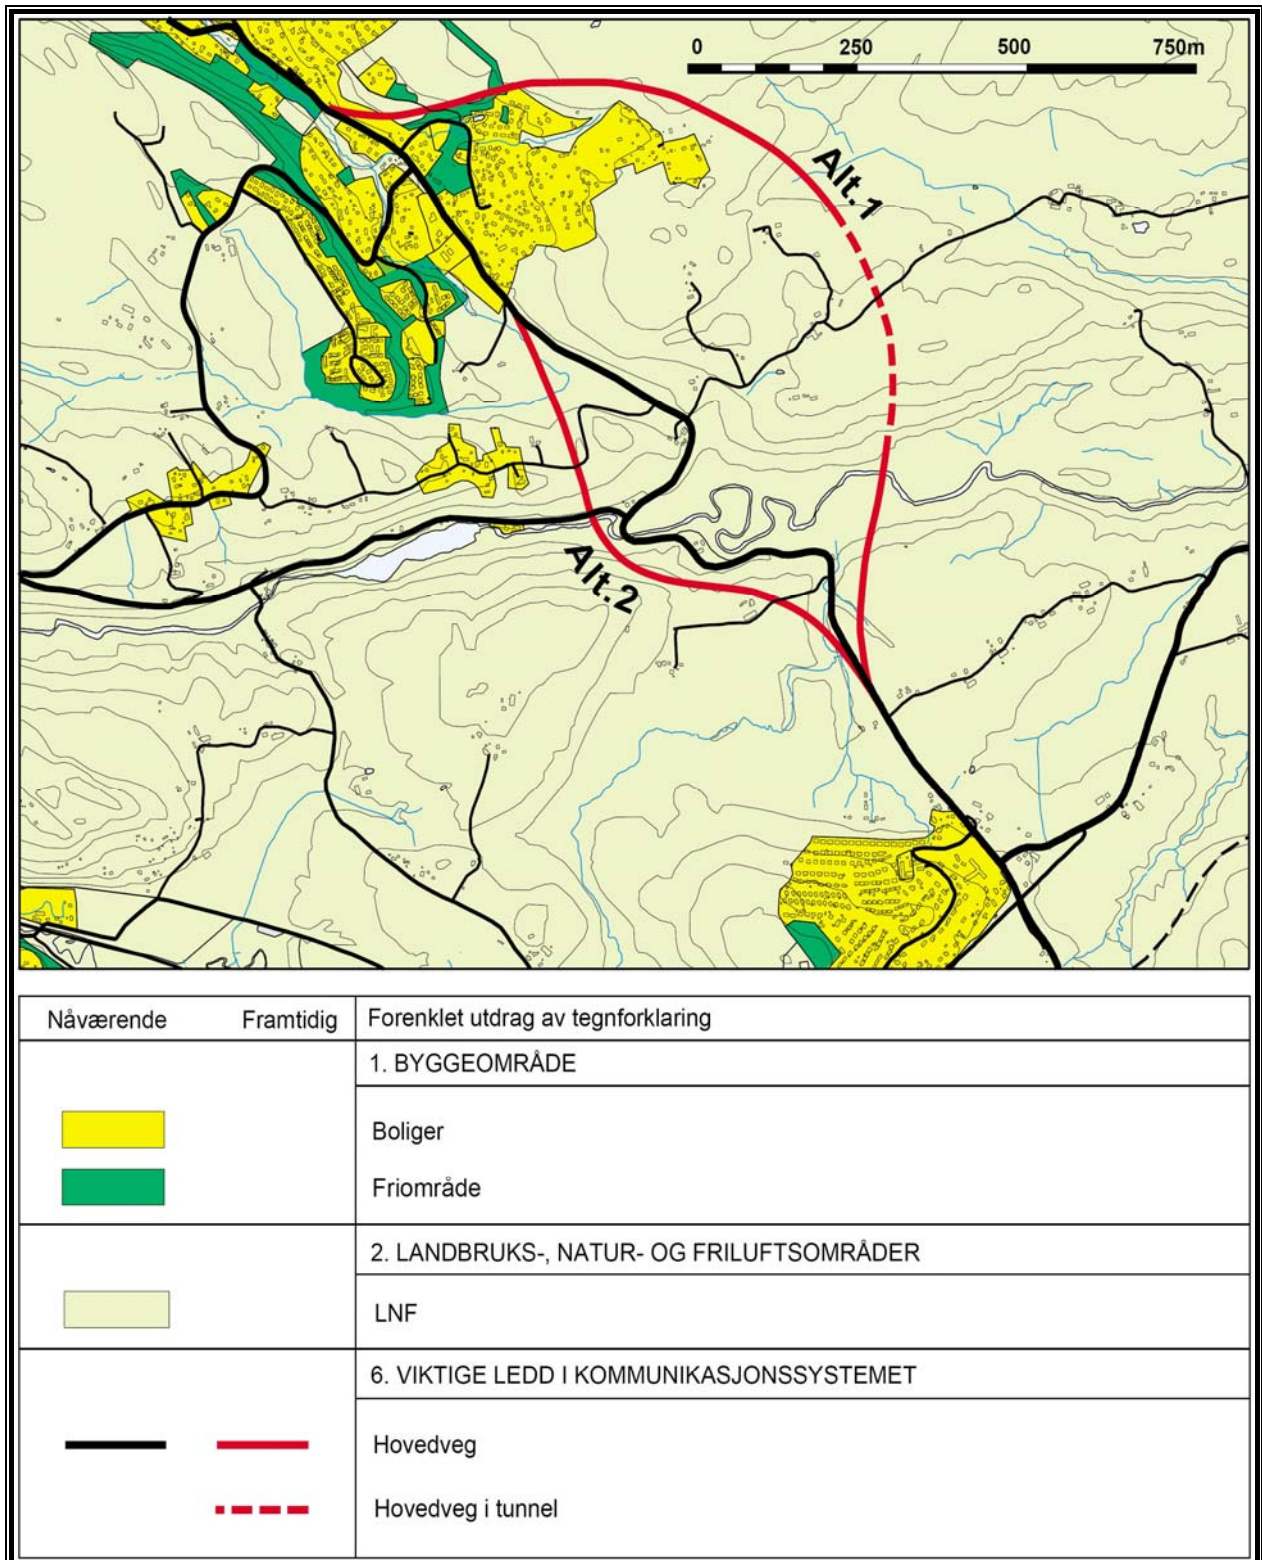 0 250 500 750m
Alt.1
Alt.2
Nåværende Framtidig Forenklet utdrag av tegnforklaring
1. BYGGEOMRÅDE
Boliger
Friområde
2. LANDBRUKS-, NATUR- OG FRILUFTSOMRÅDER
LNF
6. VIKTIGE LEDD I KOMMUNIKASJONSSYSTEMET
Hovedveg
Hovedveg i tunnel